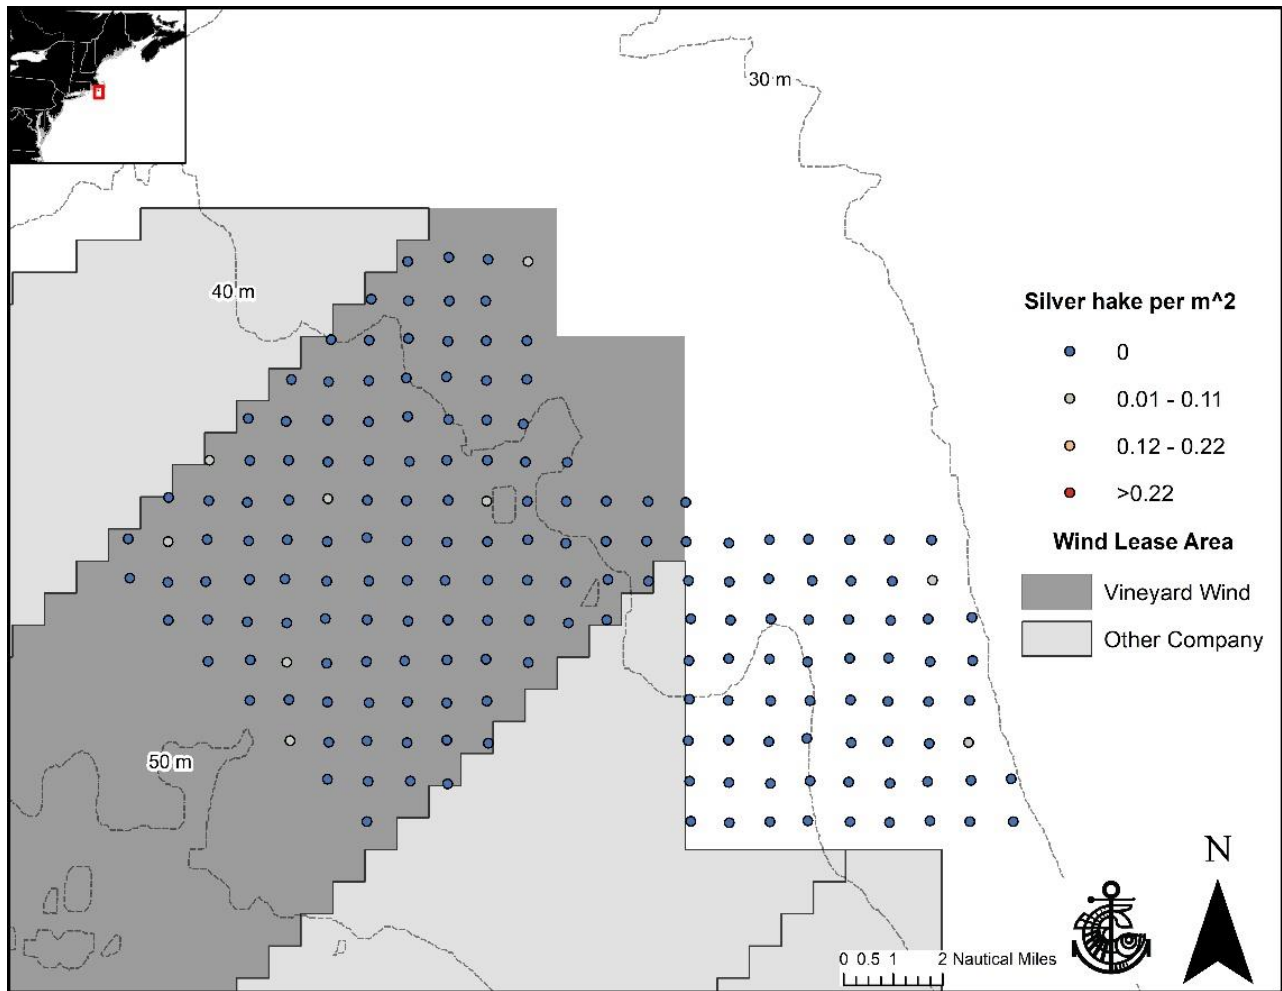 30 m
40 m
Silver hake per m^2
0
0.01 - 0.11
0.12 - 0.22
>0.22
Wind Lease Area
Vineyard Wind
Other Company
50 m
N
0 0.5 1 2 Nautical Miles